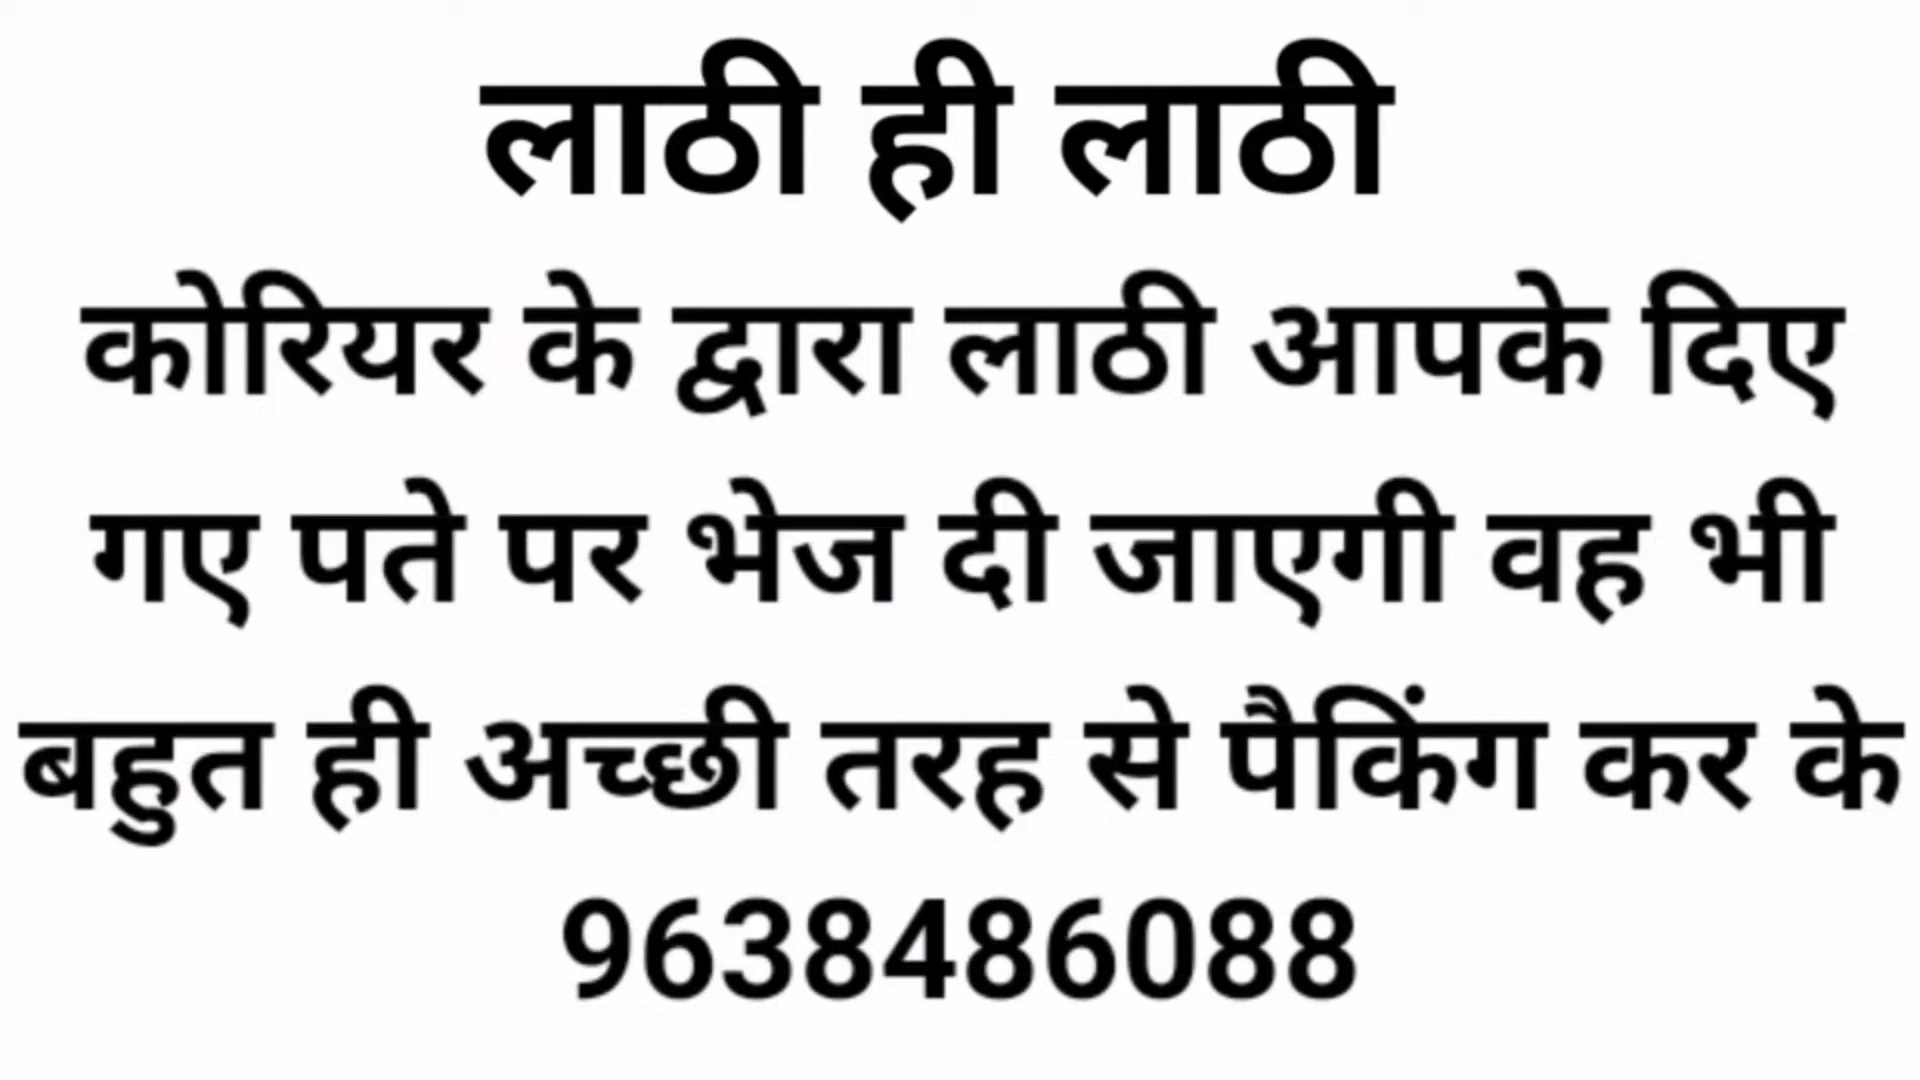 लाठी ही लाठी
कोरियर के द्वारा लाठी आपके दिए
गए पते पर भेज दी जाएगी वह भी
बहुत ही अच्छी तरह से पैकिंग कर के
9638486088